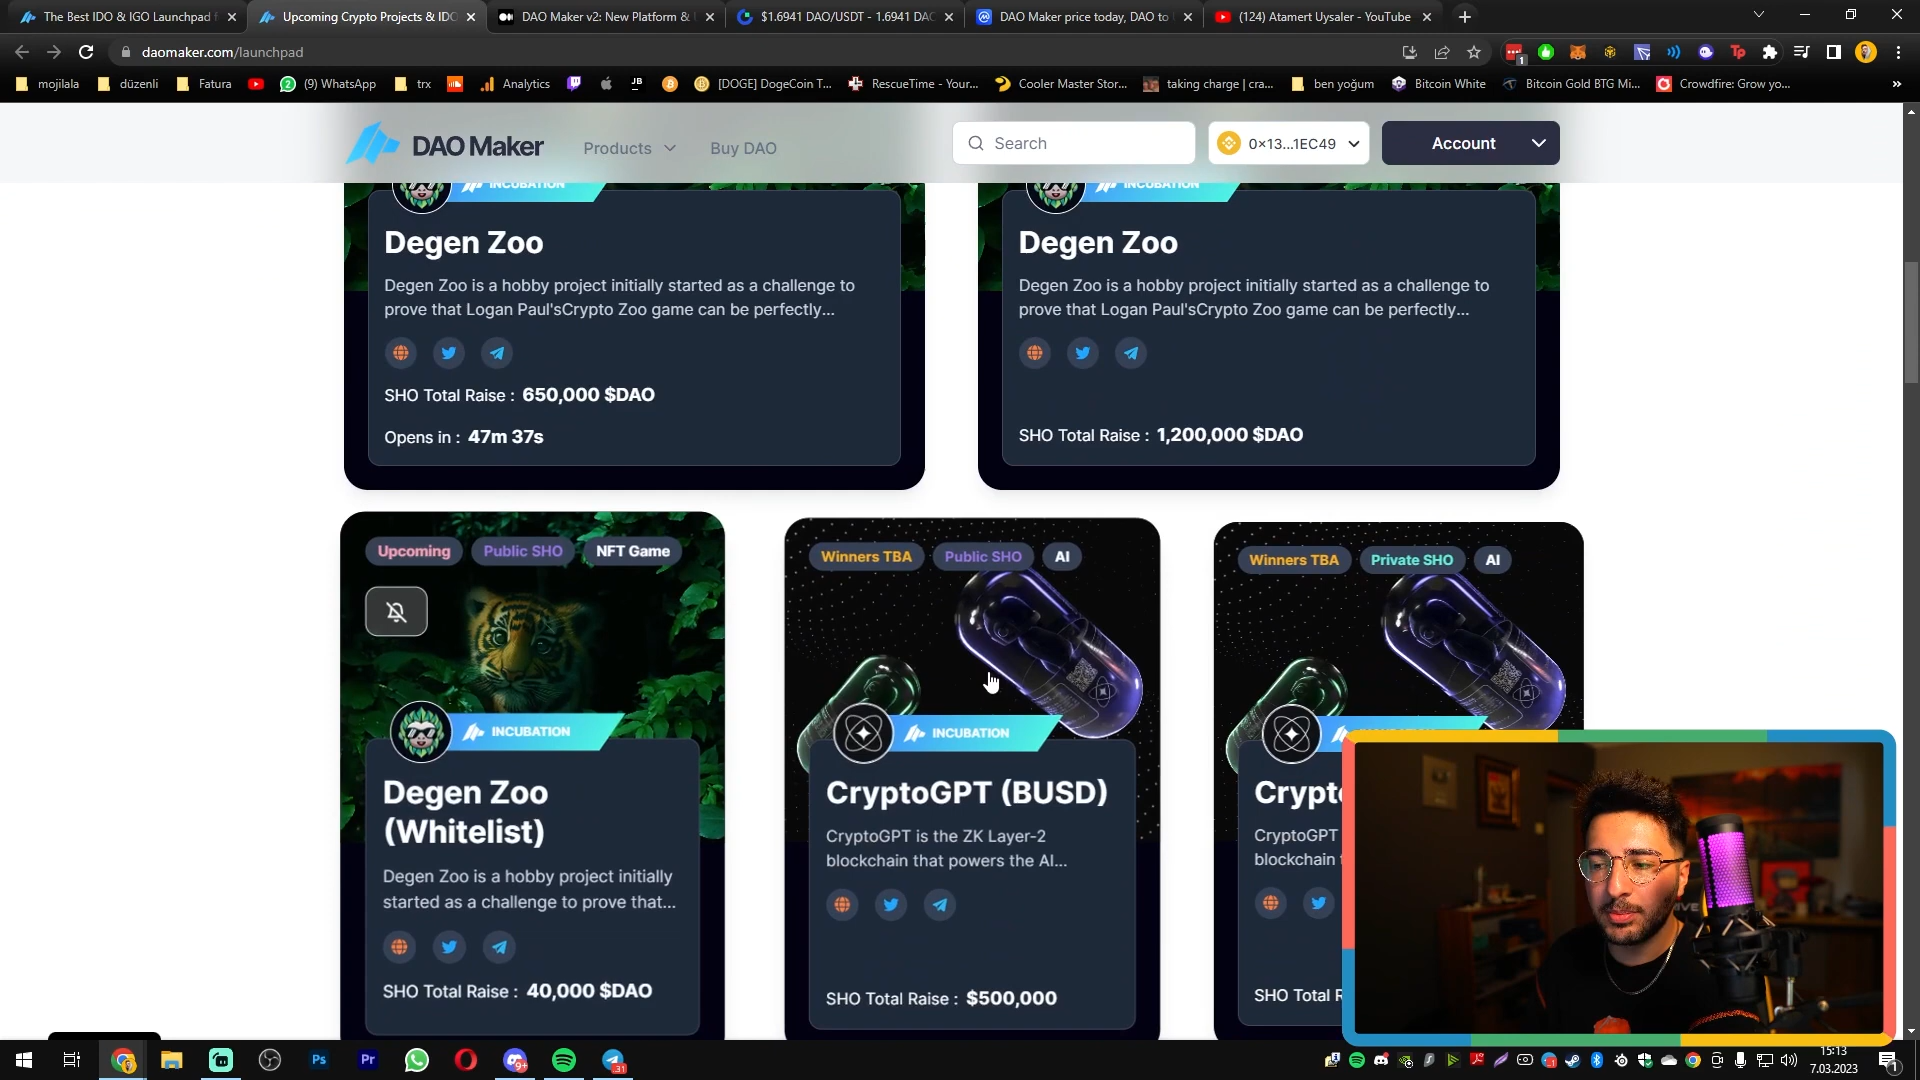 The Best IDO & IGO Launchpad f
Upcoming Crypto Projects & IDO
DAO Maker v2: New Platform & U
$1.6941 DAO/USDT - 1.6941 DAO
DAO Maker price today, DAO to
(124) Atamert Uysaler - YouTube
daomaker.com/launchpad
mojilala
düzenli
Fatura
(9) WhatsApp
trx
Analytics
JB
[DOGE] DogeCoin T...
RescueTime - Your...
Cooler Master Stor...
taking charge | cra...
ben yoğum
Bitcoin White
Bitcoin Gold BTG Mi...
Crowdfire: Grow yo...
DAO Maker
Products
Buy DAO
Search
0×13...1EC49
Account
INCUBATION
Degen Zoo
Degen Zoo is a hobby project initially started as a challenge to
prove that Logan Paul'sCrypto Zoo game can be perfectly...
SHO Total Raise : 650,000 $DAO
Opens in : 47m 37s
INCUBATION
Degen Zoo
Degen Zoo is a hobby project initially started as a challenge to
prove that Logan Paul'sCrypto Zoo game can be perfectly...
SHO Total Raise : 1,200,000 $DAO
Upcoming
Public SHO
NFT Game
INCUBATION
Degen Zoo
(Whitelist)
Degen Zoo is a hobby project initially
started as a challenge to prove that...
SHO Total Raise : 40,000 $DAO
Winners TBA
Public SHO
AI
INCUBATION
CryptoGPT (BUSD)
CryptoGPT is the ZK Layer-2
blockchain that powers the AI...
SHO Total Raise : $500,000
Winners TBA
Private SHO
AI
Crypto
CryptoGPT
blockchain
SHO Total R
Ps
Pr
15:13
7.03.2023